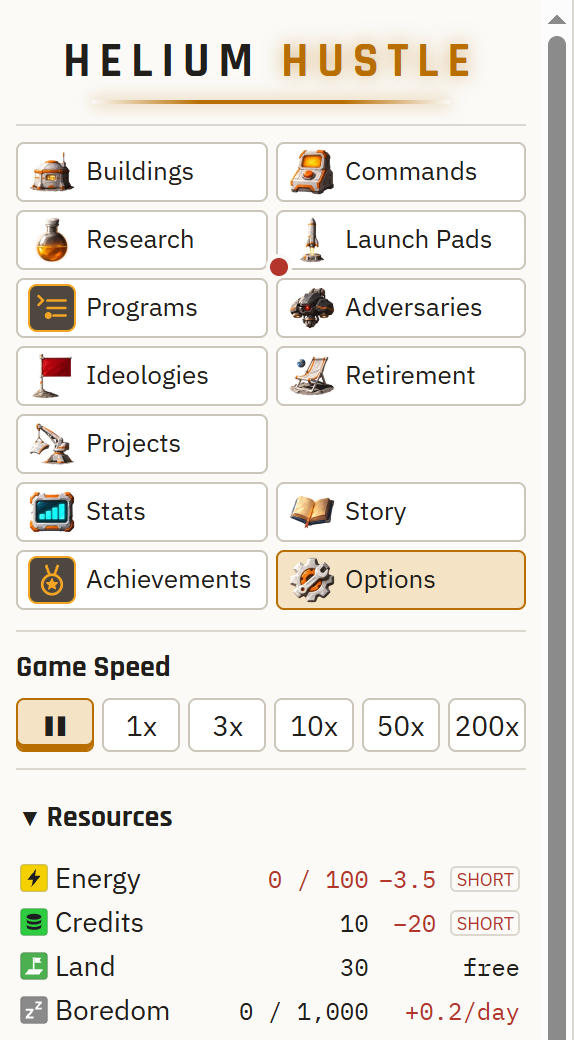 HELIUM HUSTLE
Buildings Commands
Research Launch Pads
Programs Adversaries
Ideologies Retirement
Projects
Stats Story
Achievements Options
Game Speed
1x 3x 10x 50x 200x
▼ Resources
Energy 0 / 100 −3.5 SHORT
Credits 10 −20 SHORT
Land 30 free
zzz Boredom 0 / 1,000 +0.2/day